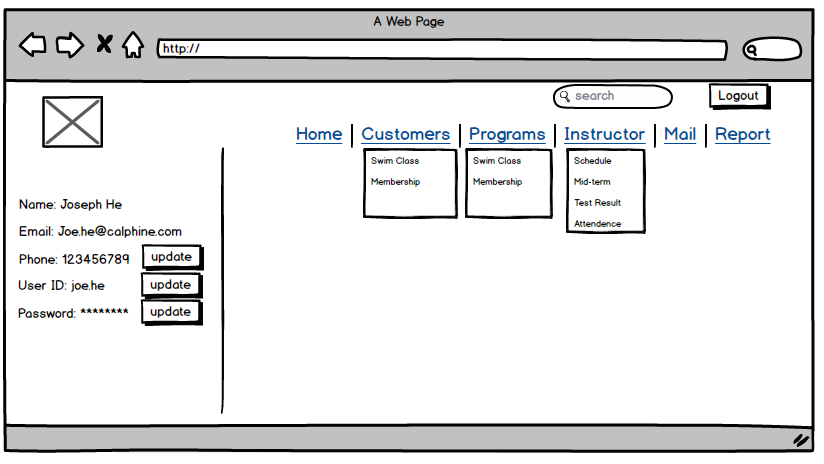 A Web Page
http://
search
Logout
Home Customers Programs Instructor Mail Report
Swim Class Swim Class Schedule
Membership Membership Mid-term
Test Result
Attendence
Name: Joseph He
Email: Joe.he@calphine.com
Phone: 123456789 update
User ID: joe.he update
Password: ******** update